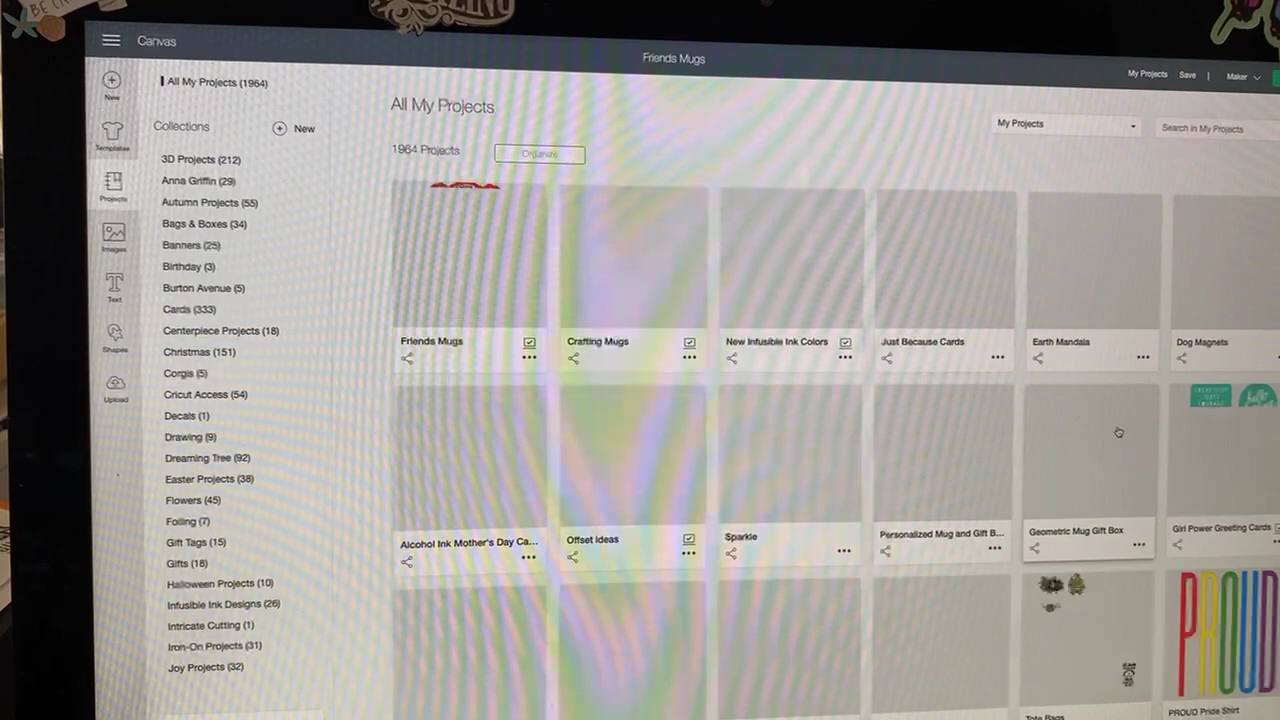 BE
Canvas
Friends Mugs
My Projects
Save
Maker
New
Templates
Projects
Images
Text
Shapes
Upload
All My Projects (1964)
Collections
New
3D Projects (212)
Anna Griffin (29)
Autumn Projects (55)
Bags & Boxes (34)
Banners (25)
Birthday (3)
Burton Avenue (5)
Cards (333)
Centerpiece Projects (18)
Christmas (151)
Corgis (5)
Cricut Access (54)
Decals (1)
Drawing (9)
Dreaming Tree (92)
Easter Projects (38)
Flowers (45)
Foiling (7)
Gift Tags (15)
Gifts (18)
Halloween Projects (10)
Infusible Ink Designs (26)
Intricate Cutting (1)
Iron-On Projects (31)
Joy Projects (32)
All My Projects
My Projects
Search in My Projects
1964 Projects
Organize
Friends Mugs
Crafting Mugs
New Infusible Ink Colors
Just Because Cards
Earth Mandala
Dog Magnets
Alcohol Ink Mother's Day Ca...
Offset Ideas
Sparkle
Personalized Mug and Gift B...
Geometric Mug Gift Box
Girl Power Greeting Cards
hello
PROUD
Tote Bags
PROUD Pride Shirt